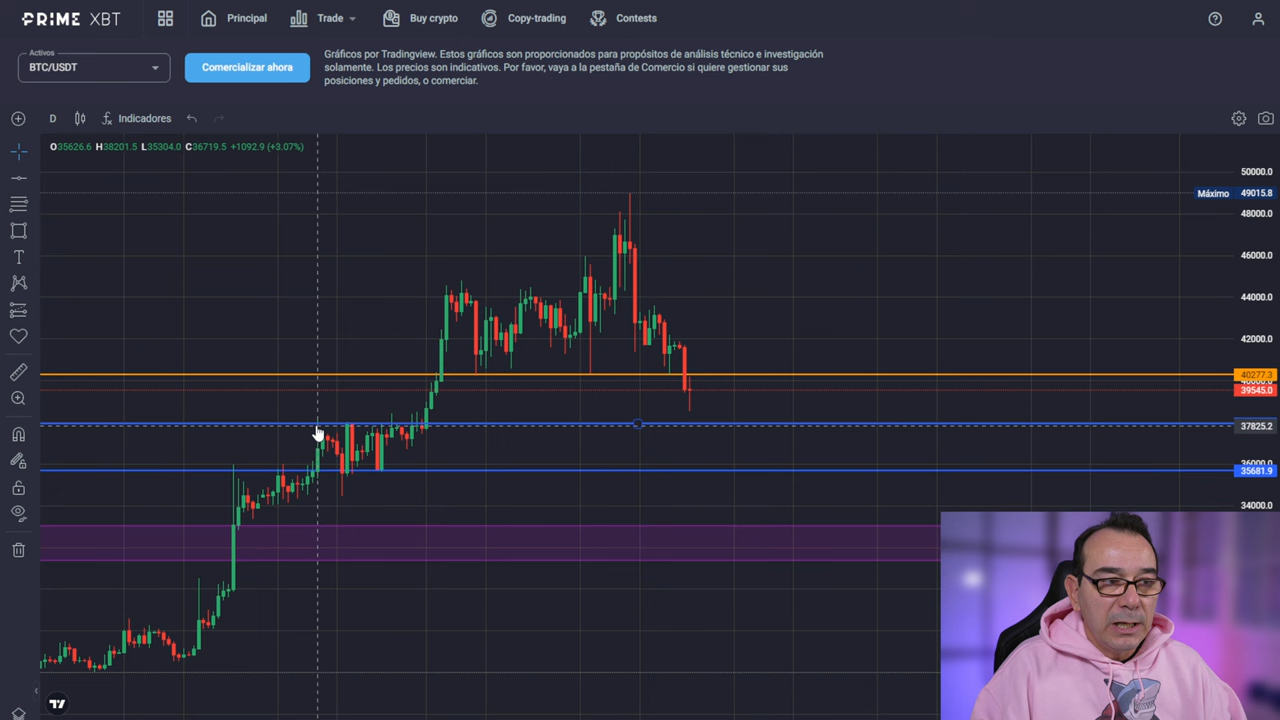 PRIME XBT
Principal
Trade
Buy crypto
Copy-trading
Contests
Activos
BTC/USDT
Comercializar ahora
Gráficos por Tradingview. Estos gráficos son proporcionados para propósitos de análisis técnico e investigación
solamente. Los precios son indicativos. Por favor, vaya a la pestaña de Comercio si quiere gestionar sus
posiciones y pedidos, o comerciar.
D
Indicadores
O35626.6 H38201.5 L35304.0 C36719.5 +1092.9 (+3.07%)
50000.0
Máximo 49015.8
48000.0
46000.0
44000.0
42000.0
40277.3
40000.0
39545.0
37825.2
36000.0
35681.9
34000.0